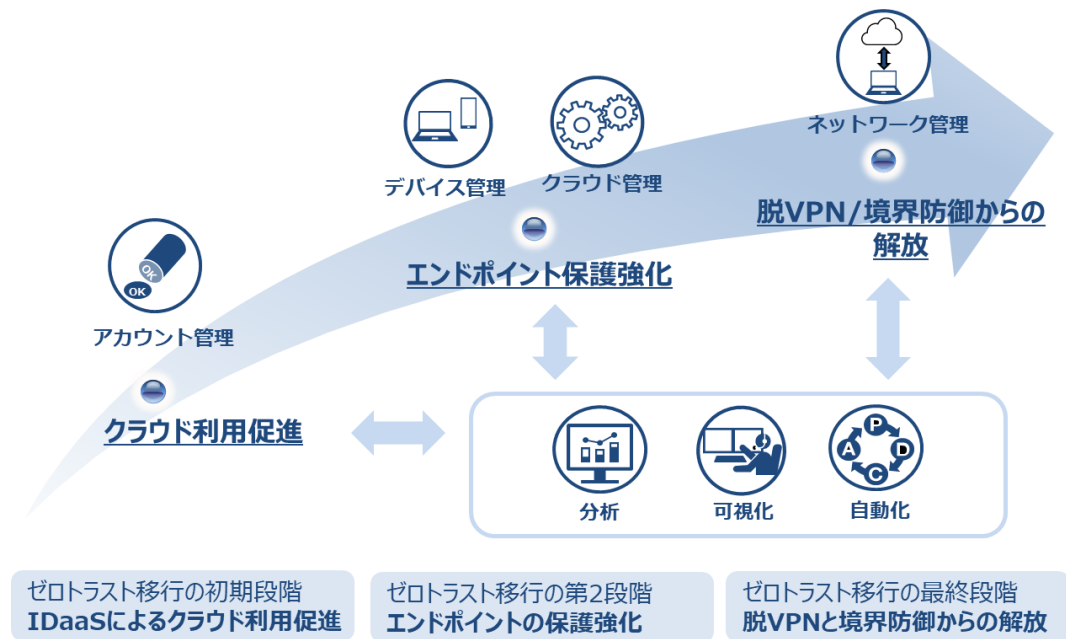 ネットワーク管理
脱VPN/境界防御からの
解放
デバイス管理
クラウド管理
エンドポイント保護強化
OK
OK
アカウント管理
クラウド利用促進
P
D
C
A
分析
可視化
自動化
ゼロトラスト移行の初期段階
IDaaSによるクラウド利用促進
ゼロトラスト移行の第2段階
エンドポイントの保護強化
ゼロトラスト移行の最終段階
脱VPNと境界防御からの解放